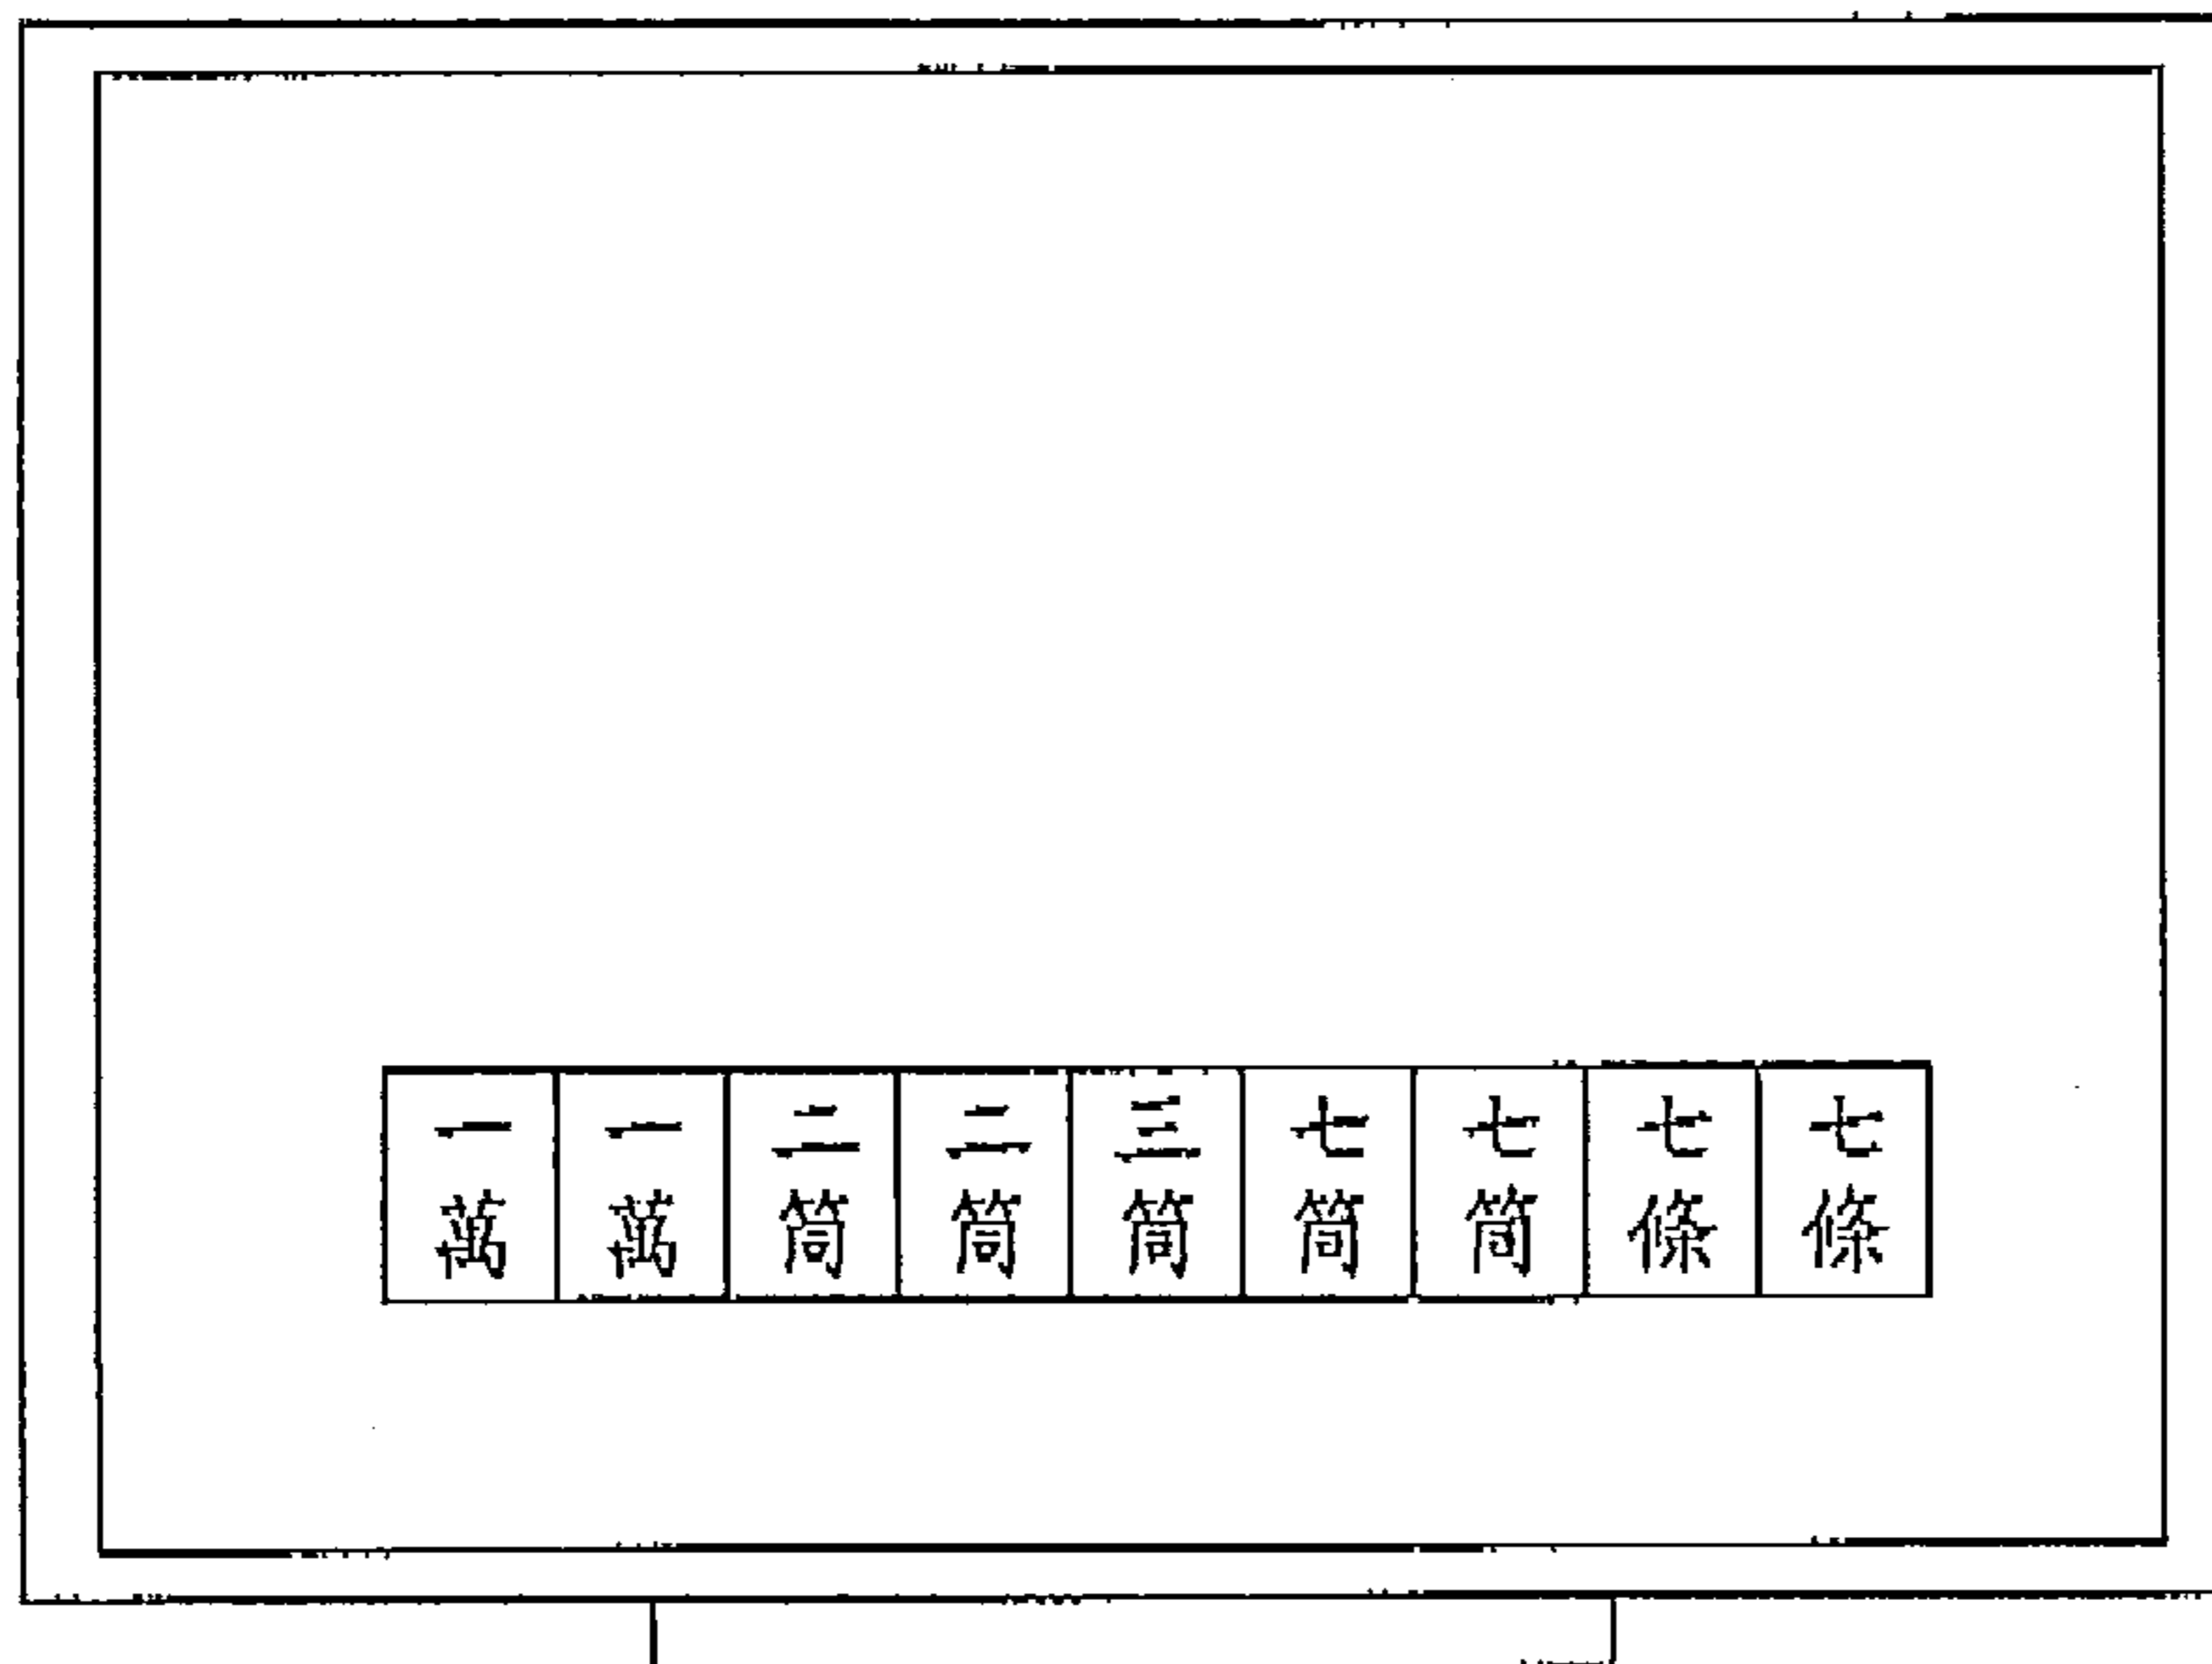 一萬 一萬 二筒 二筒 三筒 七筒 七筒 七條 七條